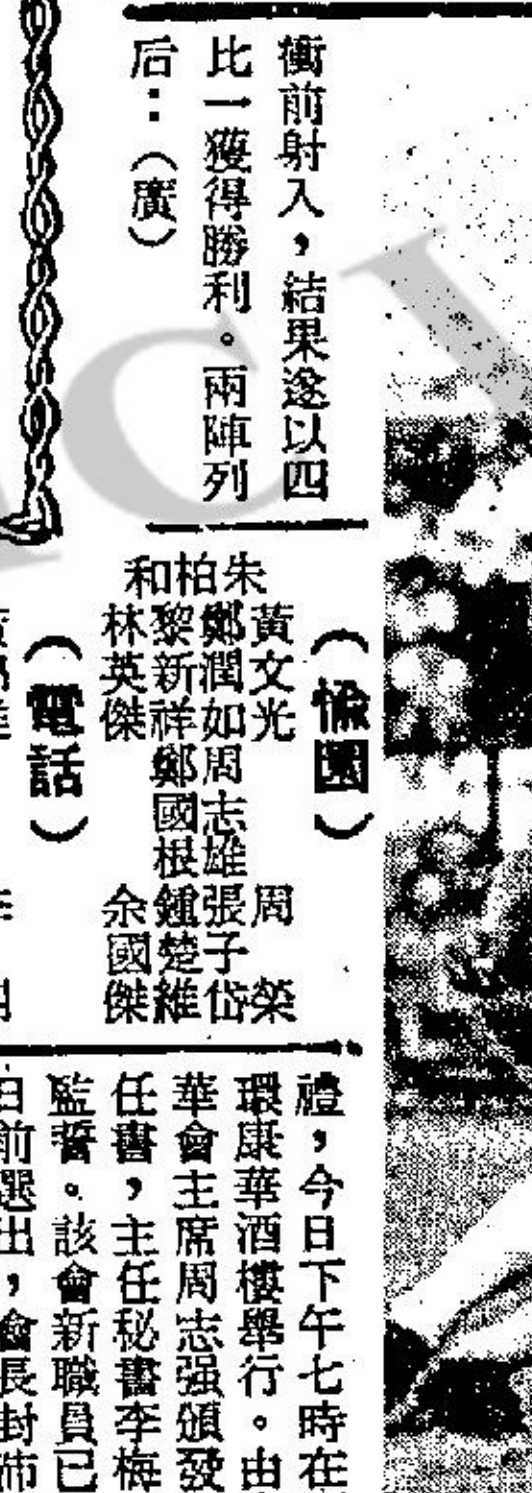 衝前射入，結果遂以四
比一獲得勝利。兩陣列
后：（廣）
（愉園）
朱柏和
黃文光　周　榮
鄭潤如周志雄張子岱
黎新祥鄭國根鍾楚維
林英傑　余國傑
（電話）
禮，今日下午七時在
環康華酒樓舉行。由
華會主席周志强頒發
任書，主任秘書李梅
監誓。該會新職員已
日前選出，會長封沛